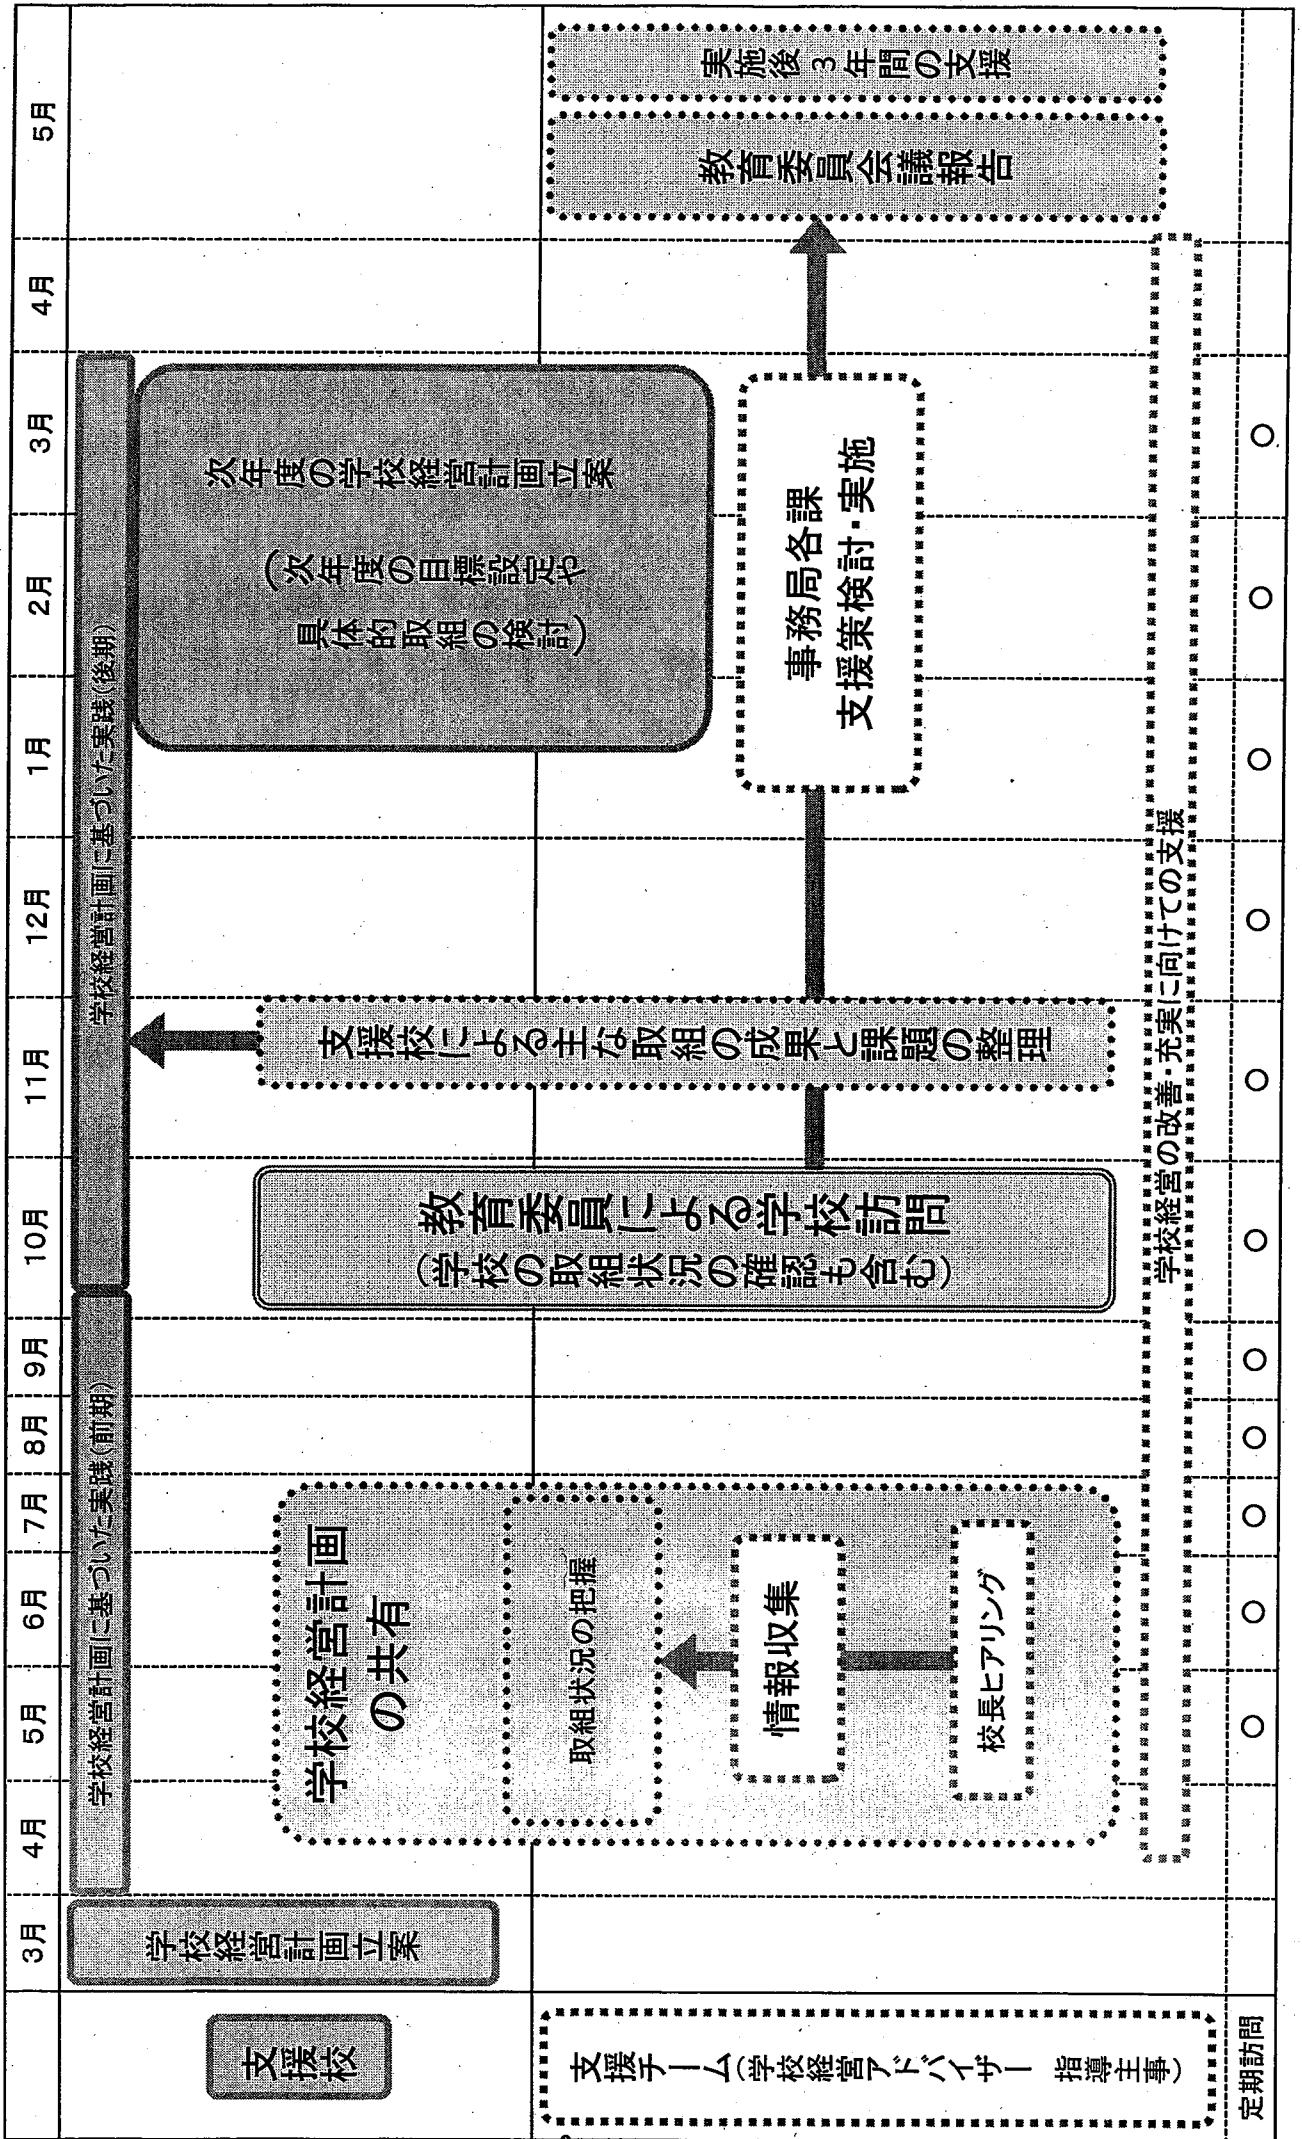 3月
4月
5月
6月
7月
8月
9月
10月
11月
12月
1月
2月
3月
4月
5月
支援校
学校経営計画立案
学校経営計画に基づいた実践(前期)
学校経営計画に基づいた実践(後期)
学校経営計画
の共有
取組状況の把握
情報収集
校長ヒアリング
教育委員による学校訪問
(学校の取組状況の確認も含む)
支援校による主な取組の成果と課題の整理
次年度の学校経営計画立案
(次年度の目標設定や
具体的取組の検討)
事務局各課
支援策検討・実施
教育委員会議報告
実施後3年間の支援
支援チーム(学校経営アドバイザー 指導主事)
学校経営の改善・充実に向けての支援
定期訪問
○ ○ ○ ○ ○ ○ ○ ○ ○ ○ ○